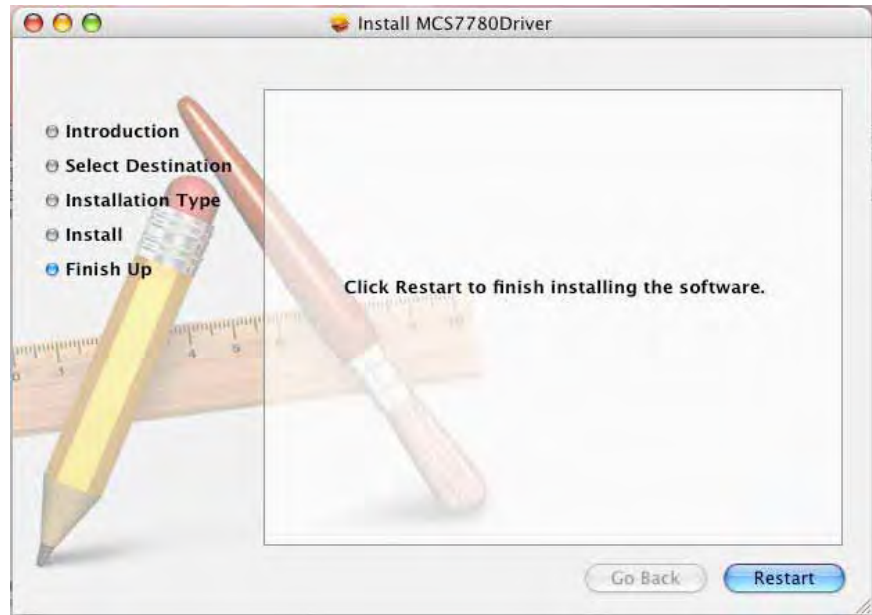 Install MCS7780Driver
Introduction
Select Destination
Installation Type
Install
Finish Up
Click Restart to finish installing the software.
Go Back
Restart